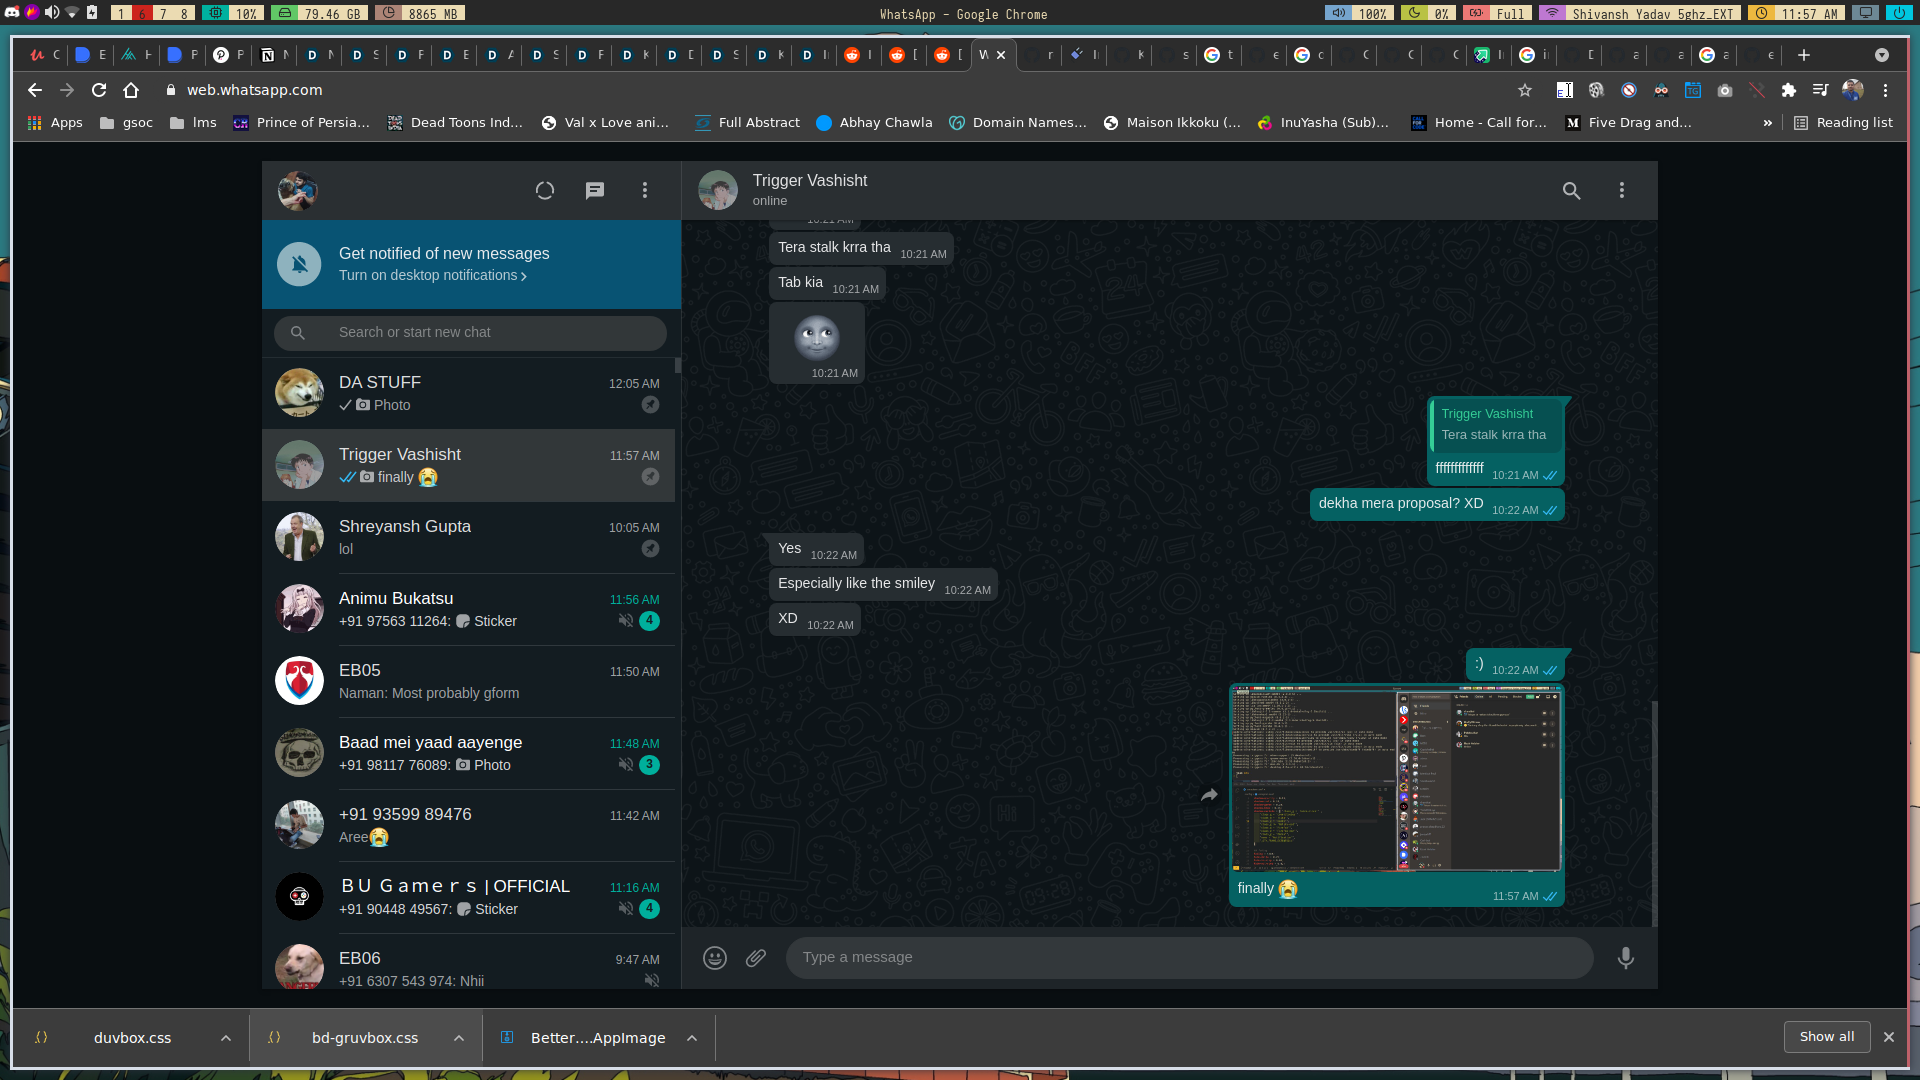 1 6 7 8 10% 79.46 GB 8865 MB
WhatsApp - Google Chrome
100% 0% Full Shivansh Yadav 5ghz_EXT 11:57 AM
web.whatsapp.com
Apps gsoc lms Prince of Persia... Dead Toons Ind... Val x Love ani... Full Abstract Abhay Chawla Domain Names... Maison Ikkoku (... InuYasha (Sub)... Home - Call for... Five Drag and... » Reading list
Get notified of new messages
Turn on desktop notifications
Search or start new chat
DA STUFF 12:05 AM
Photo
Trigger Vashisht 11:57 AM
finally 😭
Shreyansh Gupta 10:05 AM
lol
Animu Bukatsu 11:56 AM
+91 97563 11264: Sticker 4
EB05 11:50 AM
Naman: Most probably gform
Baad mei yaad aayenge 11:48 AM
+91 98117 76089: Photo 3
+91 93599 89476 11:42 AM
Aree😭
ＢＵ Ｇａｍｅｒｓ | OFFICIAL 11:16 AM
+91 90448 49567: Sticker 4
EB06 9:47 AM
+91 6307 543 974: Nhii
Trigger Vashisht
online
10:21 AM
Tera stalk krra tha 10:21 AM
Tab kia 10:21 AM
🌚
10:21 AM
Trigger Vashisht
Tera stalk krra tha
fffffffffffff 10:21 AM
dekha mera proposal? XD 10:22 AM
Yes 10:22 AM
Especially like the smiley 10:22 AM
XD 10:22 AM
:) 10:22 AM
finally 😭 11:57 AM
Type a message
duvbox.css
bd-gruvbox.css
Better....AppImage
Show all